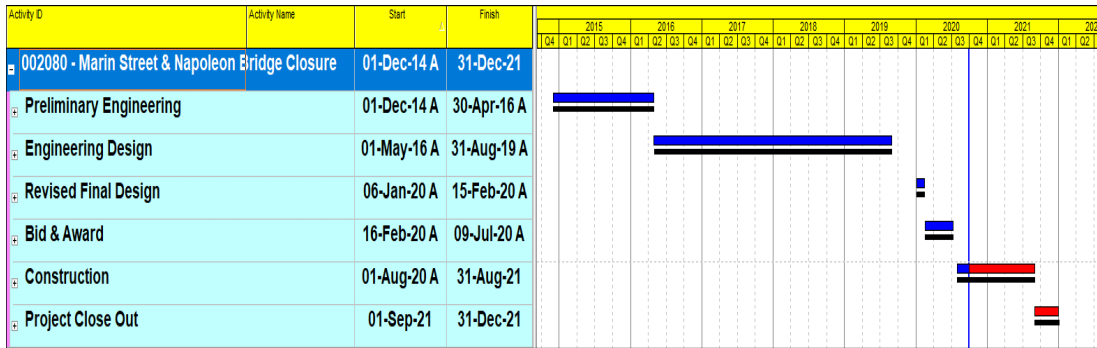 Activity ID Activity Name Start Finish
2015 2016 2017 2018 2019 2020 2021 202
Q4 Q1 Q2 Q3 Q4 Q1 Q2 Q3 Q4 Q1 Q2 Q3 Q4 Q1 Q2 Q3 Q4 Q1 Q2 Q3 Q4 Q1 Q2 Q3 Q4 Q1 Q2 Q3 Q4 Q1 Q2
002080 - Marin Street & Napoleon Bridge Closure 01-Dec-14 A 31-Dec-21
Preliminary Engineering 01-Dec-14 A 30-Apr-16 A
Engineering Design 01-May-16 A 31-Aug-19 A
Revised Final Design 06-Jan-20 A 15-Feb-20 A
Bid & Award 16-Feb-20 A 09-Jul-20 A
Construction 01-Aug-20 A 31-Aug-21
Project Close Out 01-Sep-21 31-Dec-21